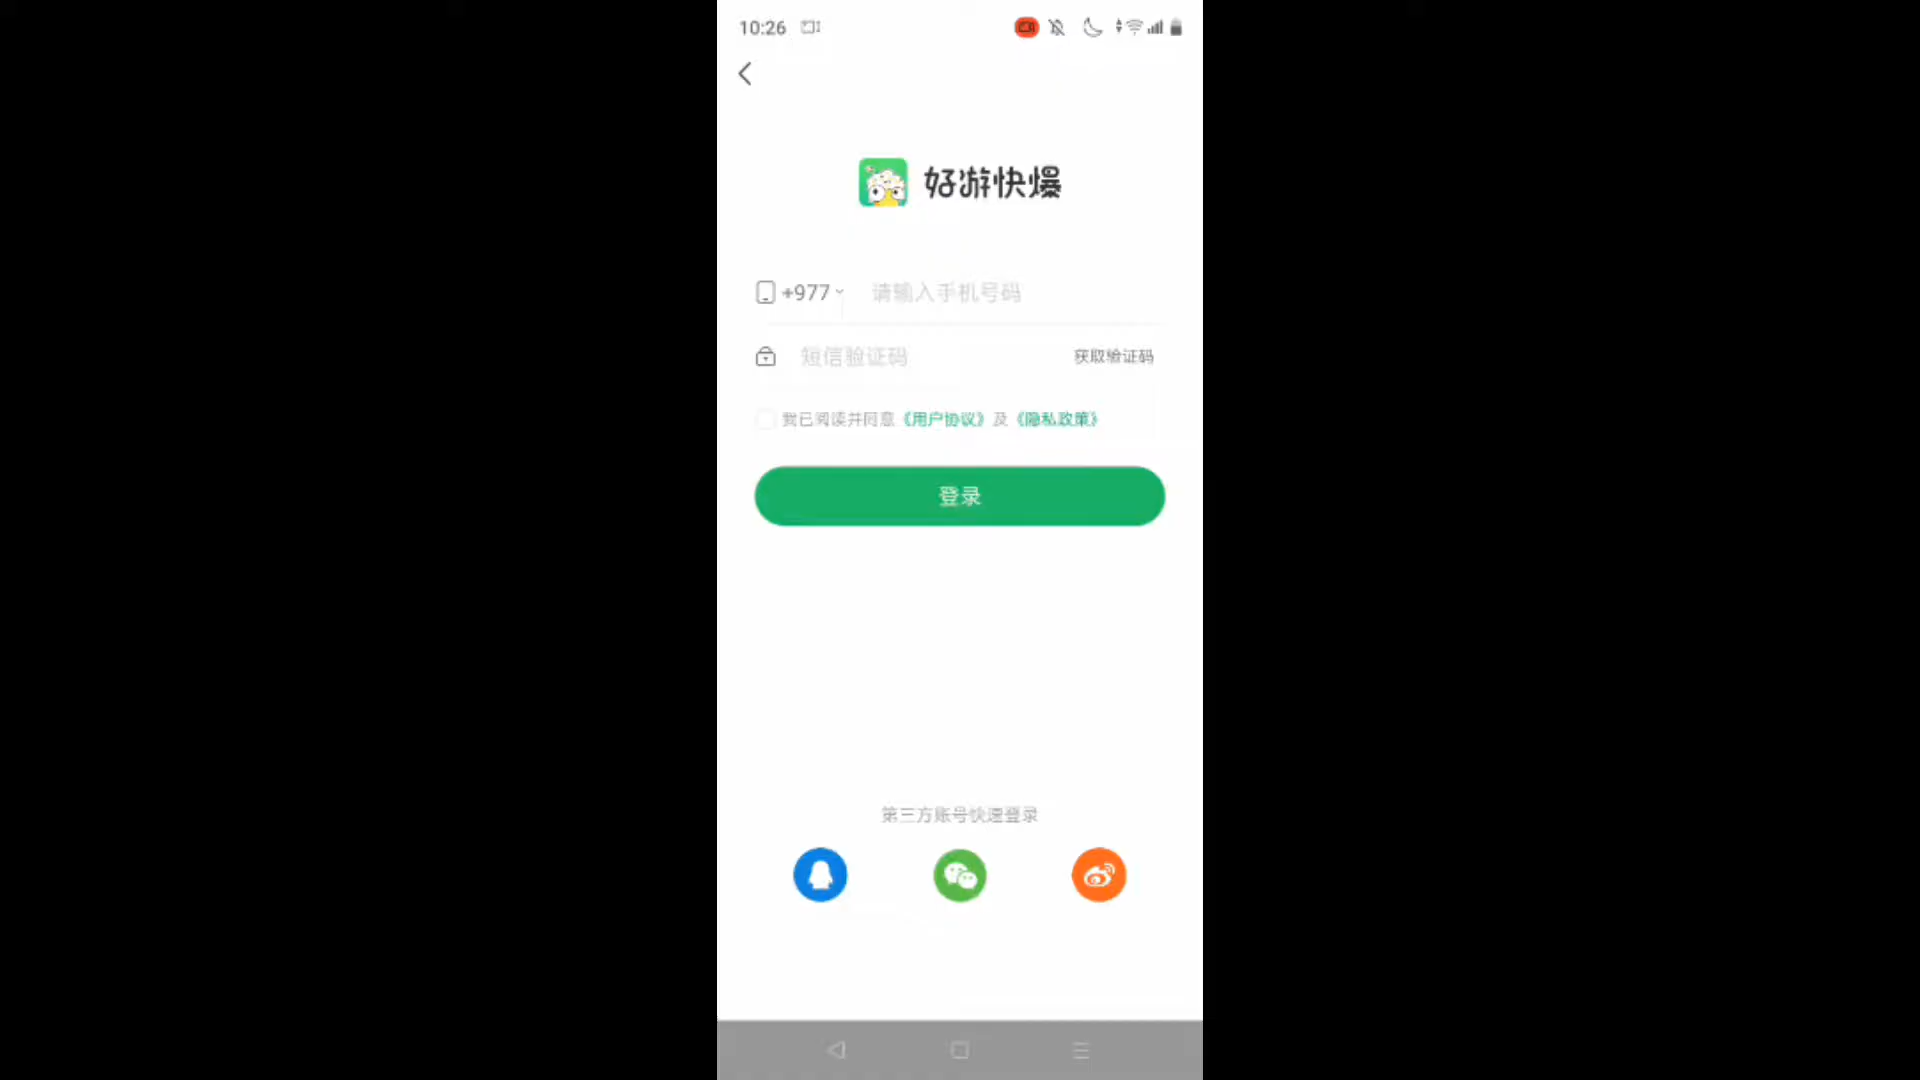 10:26
好游快爆
+977 请输入手机号码
短信验证码 获取验证码
我已阅读并同意《用户协议》及《隐私政策》
登录
第三方账号快速登录